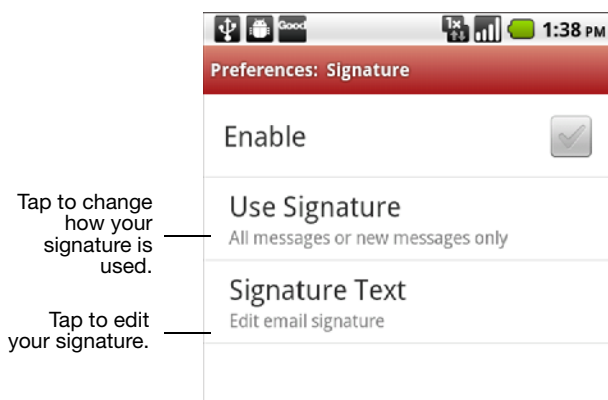 Good
1x
1:38 PM
Preferences: Signature
Enable
Tap to change
how your
signature is
used.
Use Signature
All messages or new messages only
Signature Text
Edit email signature
Tap to edit
your signature.